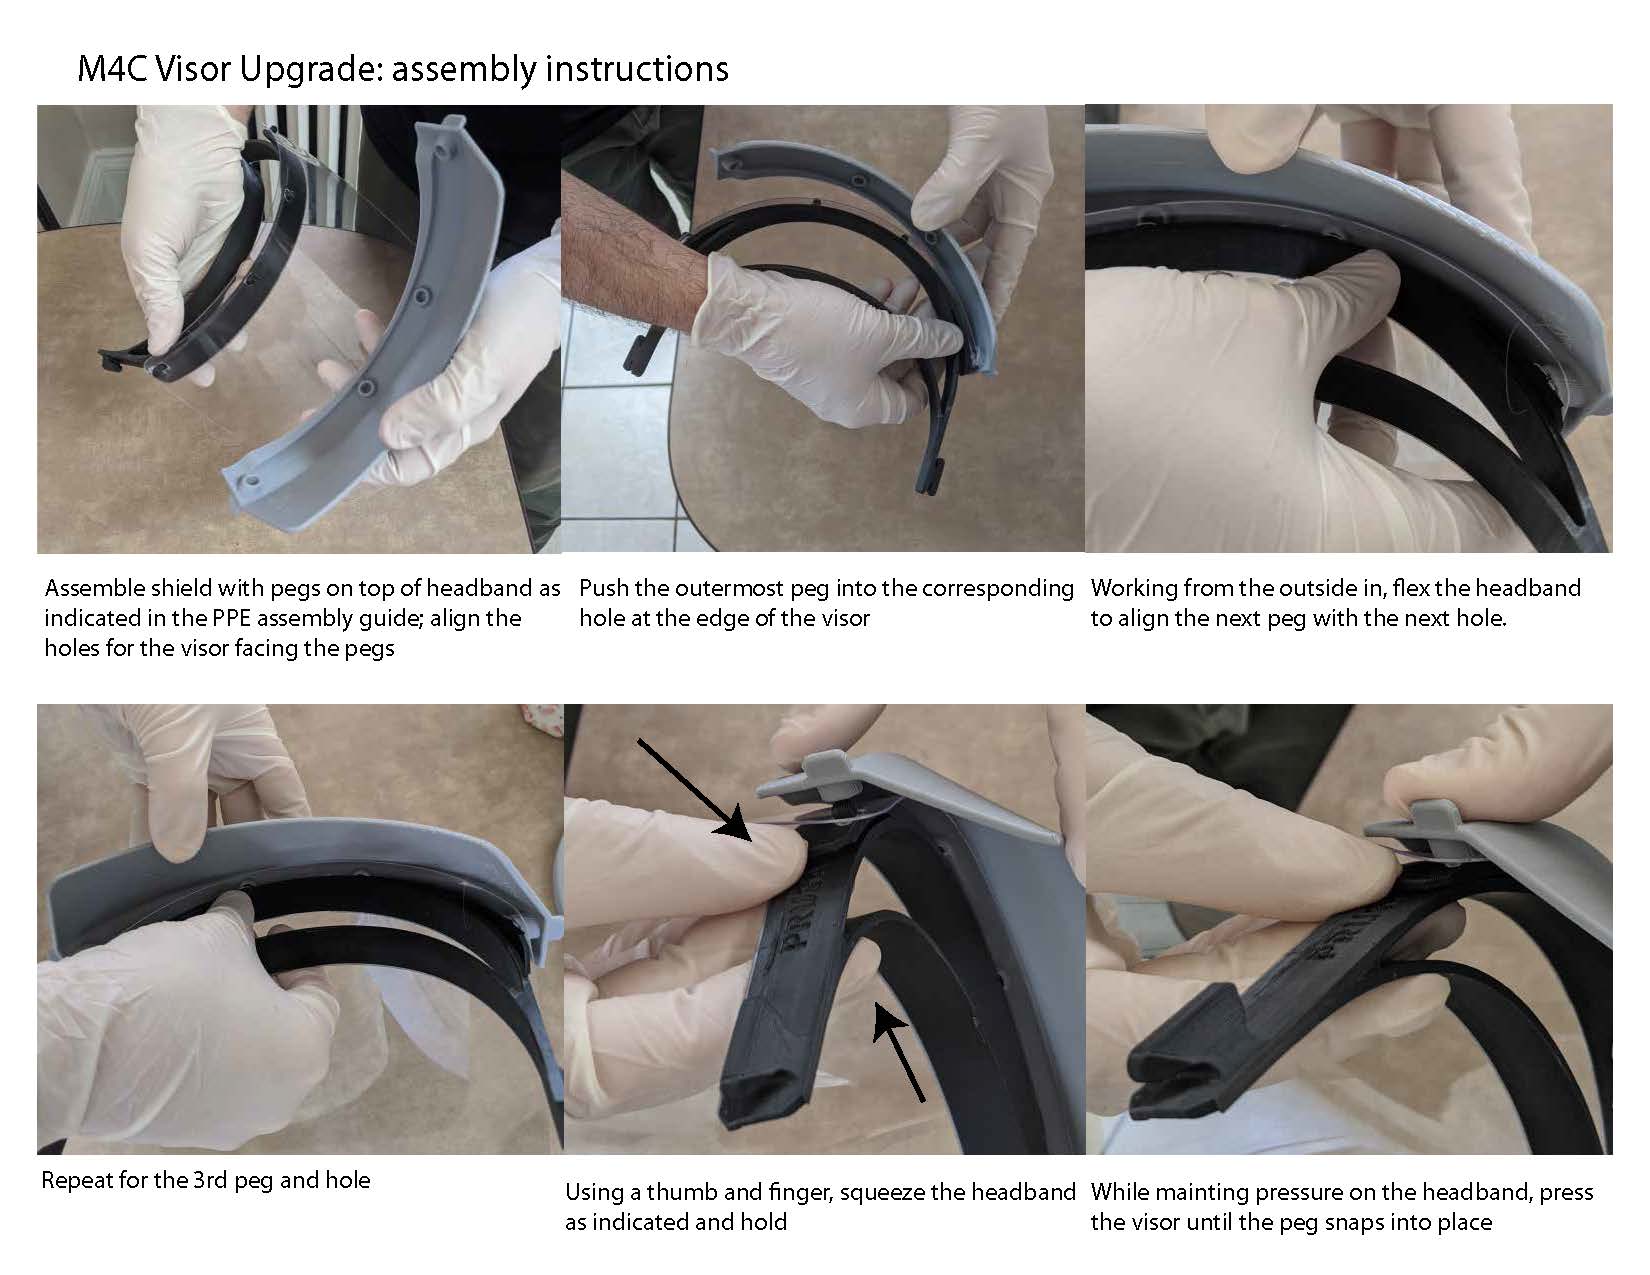 M4C Visor Upgrade: assembly instructions
Assemble shield with pegs on top of headband as
indicated in the PPE assembly guide; align the
holes for the visor facing the pegs
Push the outermost peg into the corresponding
hole at the edge of the visor
Working from the outside in, flex the headband
to align the next peg with the next hole.
Repeat for the 3rd peg and hole
Using a thumb and finger, squeeze the headband
as indicated and hold
While mainting pressure on the headband, press
the visor until the peg snaps into place